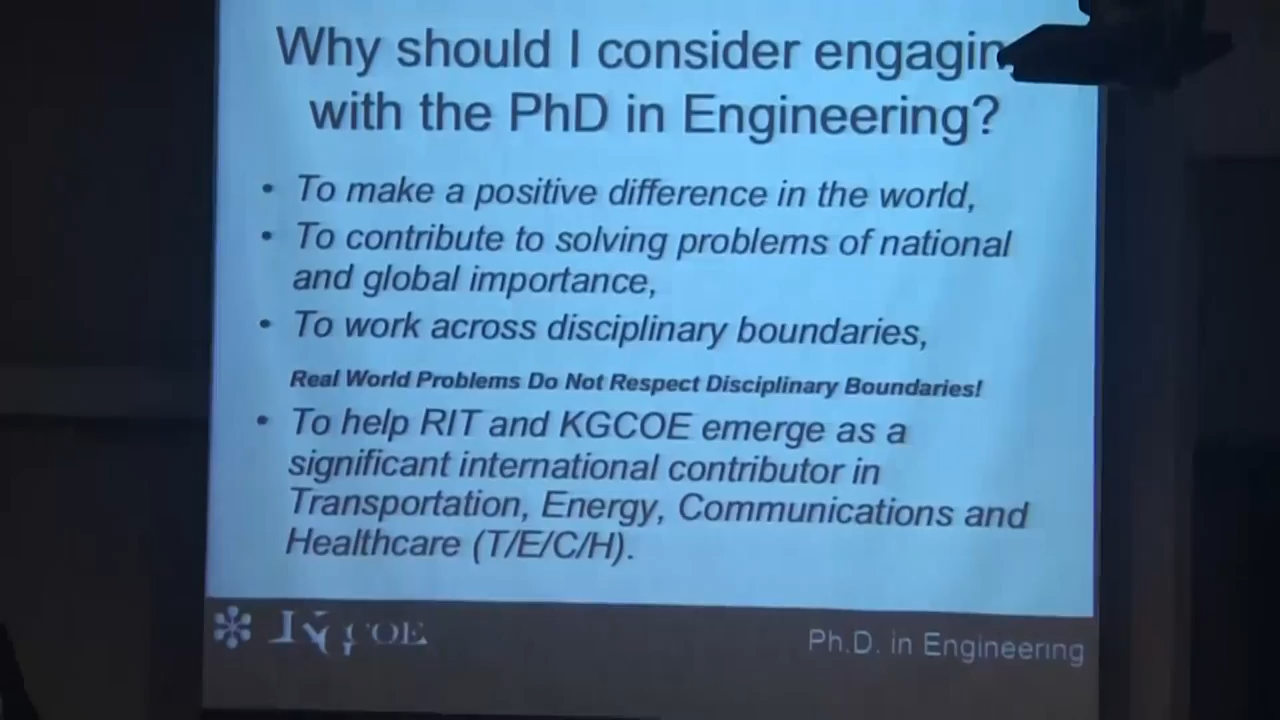 Why should I consider engagin
with the PhD in Engineering?
• To make a positive difference in the world,
• To contribute to solving problems of national
and global importance,
• To work across disciplinary boundaries,
Real World Problems Do Not Respect Disciplinary Boundaries!
• To help RIT and KGCOE emerge as a
significant international contributor in
Transportation, Energy, Communications and
Healthcare (T/E/C/H).
Ph.D. in Engineering